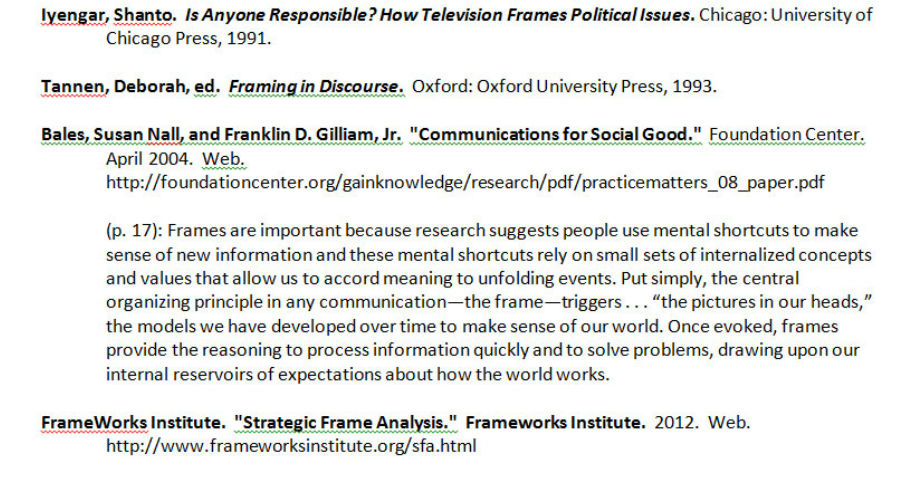 Iyengar, Shanto.  Is Anyone Responsible? How Television Frames Political Issues. Chicago: University of
Chicago Press, 1991.
Tannen, Deborah, ed.  Framing in Discourse.  Oxford: Oxford University Press, 1993.
Bales, Susan Nall, and Franklin D. Gilliam, Jr.  "Communications for Social Good."  Foundation Center.
April 2004.  Web.
http://foundationcenter.org/gainknowledge/research/pdf/practicematters_08_paper.pdf
(p. 17): Frames are important because research suggests people use mental shortcuts to make
sense of new information and these mental shortcuts rely on small sets of internalized concepts
and values that allow us to accord meaning to unfolding events. Put simply, the central
organizing principle in any communication—the frame—triggers . . . “the pictures in our heads,”
the models we have developed over time to make sense of our world. Once evoked, frames
provide the reasoning to process information quickly and to solve problems, drawing upon our
internal reservoirs of expectations about how the world works.
FrameWorks Institute.  "Strategic Frame Analysis."  Frameworks Institute.  2012.  Web.
http://www.frameworksinstitute.org/sfa.html